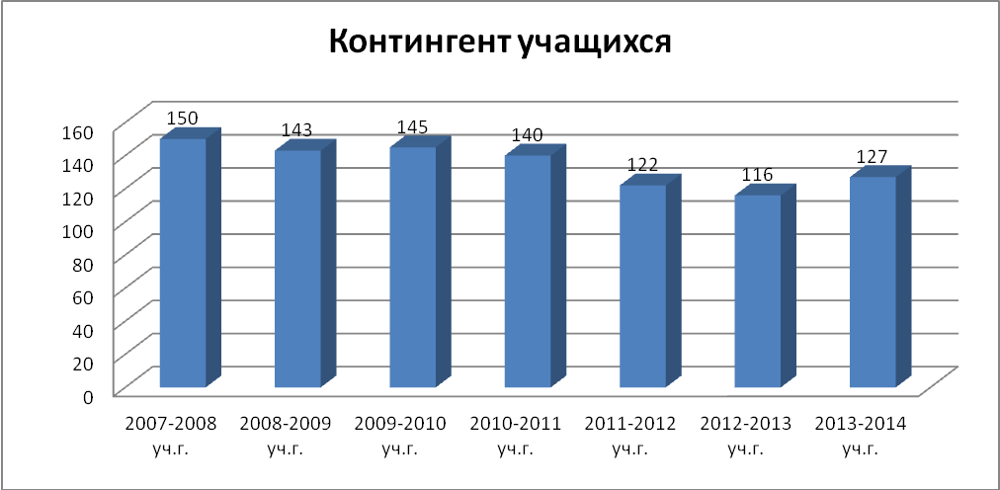 Контингент учащихся
160
140
120
100
80
60
40
20
0
150
143
145
140
122
116
127
2007-2008 уч.г.
2008-2009 уч.г.
2009-2010 уч.г.
2010-2011 уч.г.
2011-2012 уч.г.
2012-2013 уч.г.
2013-2014 уч.г.